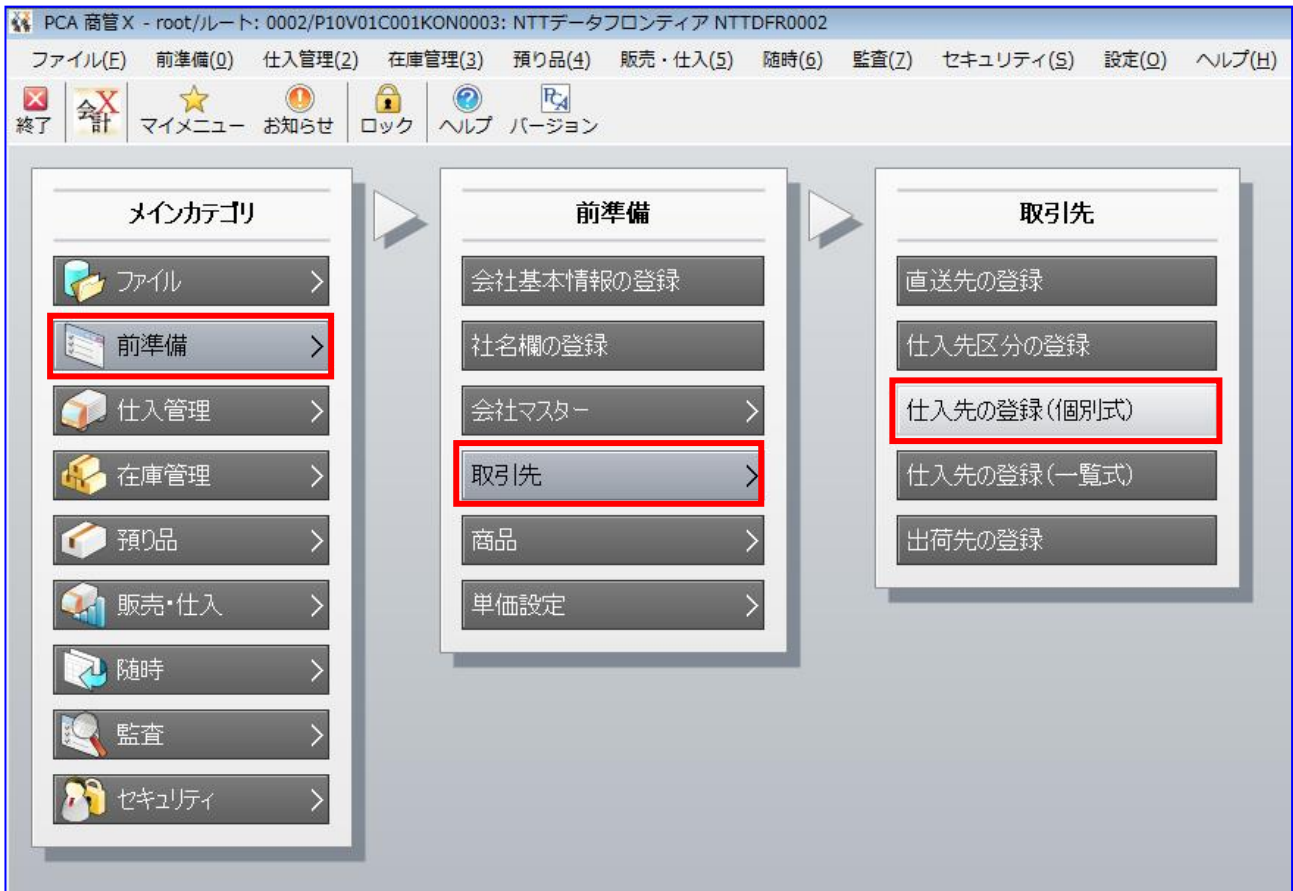 PCA 商管X - root/ルート: 0002/P10V01C001KON0003: NTTデータフロンティア NTTDFR0002
ファイル(F) 前準備(0) 仕入管理(2) 在庫管理(3) 預り品(4) 販売・仕入(5) 随時(6) 監査(7) セキュリティ(S) 設定(O) ヘルプ(H)
会計X
PCA
終了 マイメニュー お知らせ ロック ヘルプ バージョン
メインカテゴリ
ファイル
前準備
仕入管理
在庫管理
預り品
販売・仕入
随時
監査
セキュリティ
前準備
会社基本情報の登録
社名欄の登録
会社マスター
取引先
商品
単価設定
取引先
直送先の登録
仕入先区分の登録
仕入先の登録(個別式)
仕入先の登録(一覧式)
出荷先の登録